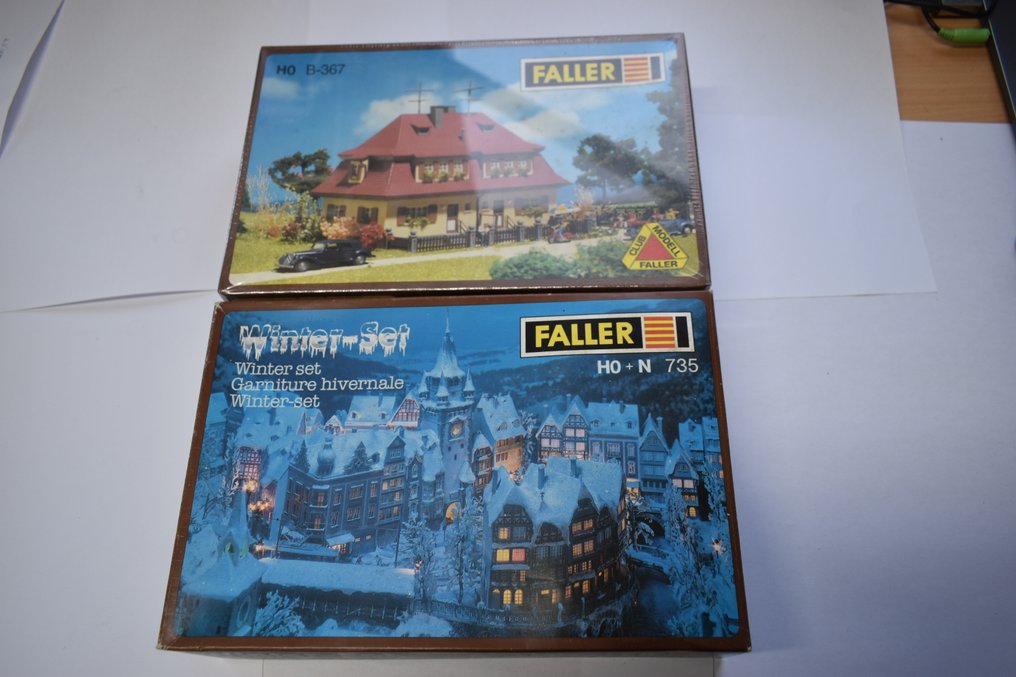 H0 B-367
FALLER
CLUB MODELL
FALLER
Winter-Set
Winter set
Garniture hivernale
Winter-set
FALLER
H0 + N 735